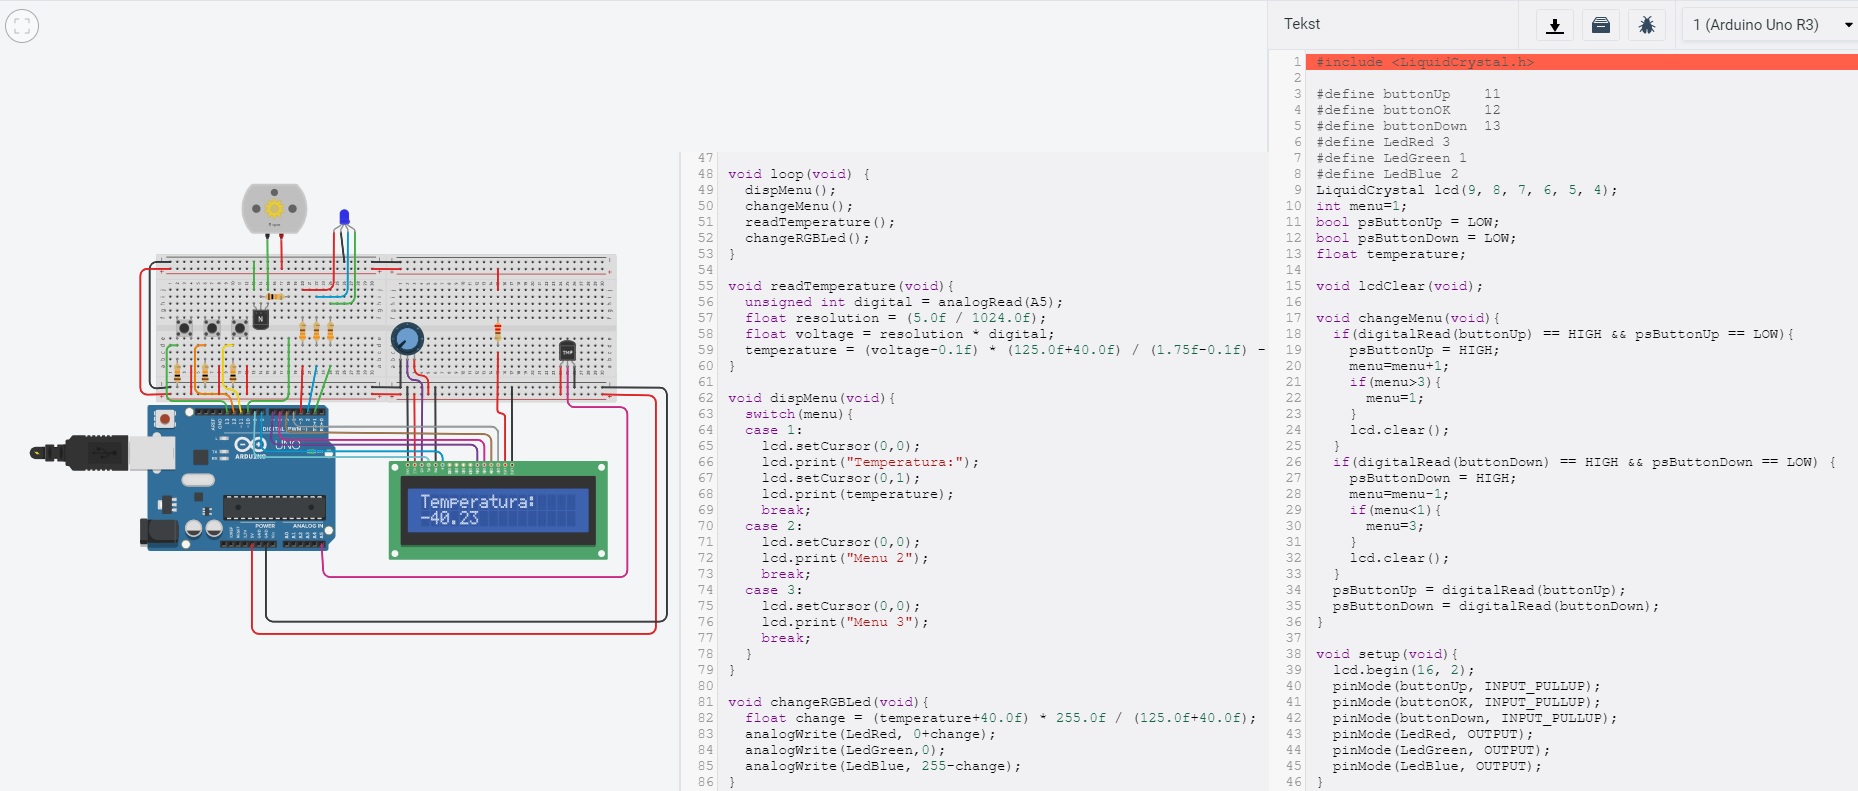 Tekst
1 (Arduino Uno R3)
1 #include <LiquidCrystal.h>
2
3 #define buttonUp    11
4 #define buttonOK    12
5 #define buttonDown  13
6 #define LedRed 3
7 #define LedGreen 1
8 #define LedBlue 2
9 LiquidCrystal lcd(9, 8, 7, 6, 5, 4);
10 int menu=1;
11 bool psButtonUp = LOW;
12 bool psButtonDown = LOW;
13 float temperature;
14
15 void lcdClear(void);
16
17 void changeMenu(void){
18   if(digitalRead(buttonUp) == HIGH && psButtonUp == LOW){
19     psButtonUp = HIGH;
20     menu=menu+1;
21     if(menu>3){
22       menu=1;
23     }
24     lcd.clear();
25   }
26   if(digitalRead(buttonDown) == HIGH && psButtonDown == LOW) {
27     psButtonDown = HIGH;
28     menu=menu-1;
29     if(menu<1){
30       menu=3;
31     }
32     lcd.clear();
33   }
34   psButtonUp = digitalRead(buttonUp);
35   psButtonDown = digitalRead(buttonDown);
36 }
37
38 void setup(void){
39   lcd.begin(16, 2);
40   pinMode(buttonUp, INPUT_PULLUP);
41   pinMode(buttonOK, INPUT_PULLUP);
42   pinMode(buttonDown, INPUT_PULLUP);
43   pinMode(LedRed, OUTPUT);
44   pinMode(LedGreen, OUTPUT);
45   pinMode(LedBlue, OUTPUT);
46 }
47
48 void loop(void) {
49   dispMenu();
50   changeMenu();
51   readTemperature();
52   changeRGBLed();
53 }
54
55 void readTemperature(void){
56   unsigned int digital = analogRead(A5);
57   float resolution = (5.0f / 1024.0f);
58   float voltage = resolution * digital;
59   temperature = (voltage-0.1f) * (125.0f+40.0f) / (1.75f-0.1f) -
60 }
61
62 void dispMenu(void){
63   switch(menu){
64   case 1:
65     lcd.setCursor(0,0);
66     lcd.print("Temperatura:");
67     lcd.setCursor(0,1);
68     lcd.print(temperature);
69     break;
70   case 2:
71     lcd.setCursor(0,0);
72     lcd.print("Menu 2");
73     break;
74   case 3:
75     lcd.setCursor(0,0);
76     lcd.print("Menu 3");
77     break;
78   }
79 }
80
81 void changeRGBLed(void){
82   float change = (temperature+40.0f) * 255.0f / (125.0f+40.0f);
83   analogWrite(LedRed, 0+change);
84   analogWrite(LedGreen,0);
85   analogWrite(LedBlue, 255-change);
86 }
N
TMP
UNO
POWER
ANALOG IN
Temperatura:
-40.23